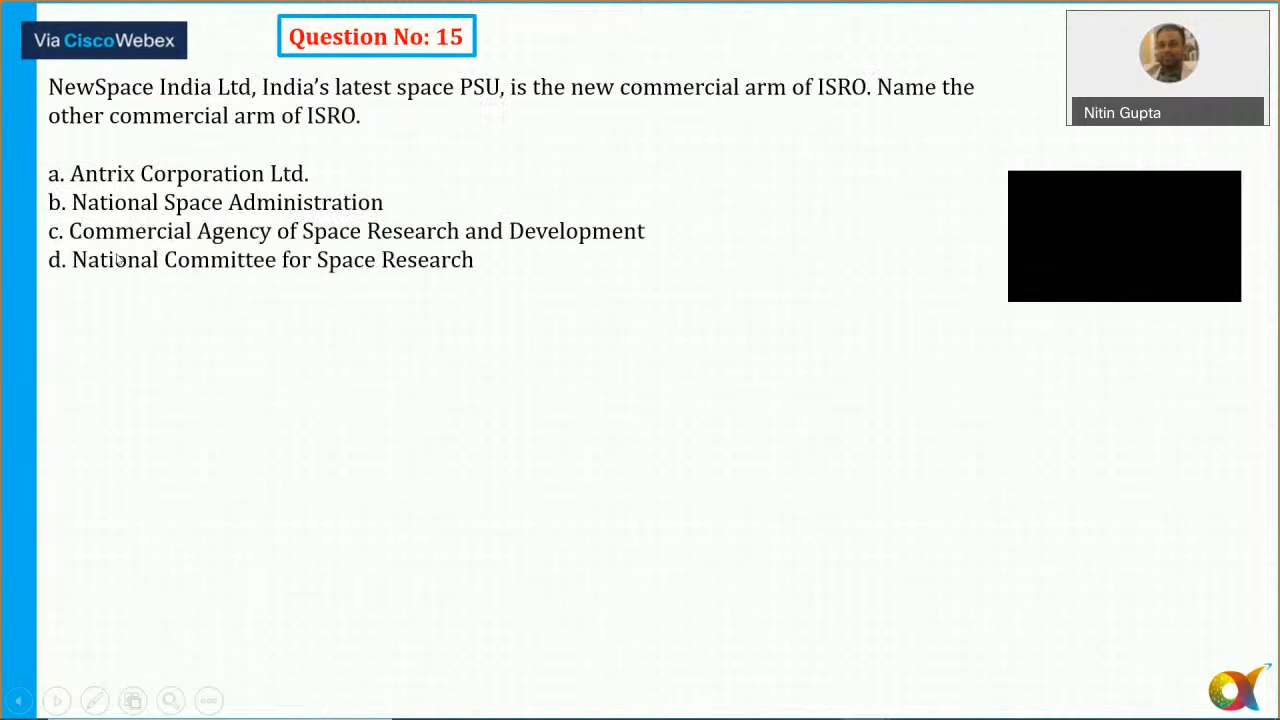 Via CiscoWebex
Question No: 15
NewSpace India Ltd, India’s latest space PSU, is the new commercial arm of ISRO. Name the
other commercial arm of ISRO.
a. Antrix Corporation Ltd.
b. National Space Administration
c. Commercial Agency of Space Research and Development
d. National Committee for Space Research
Nitin Gupta